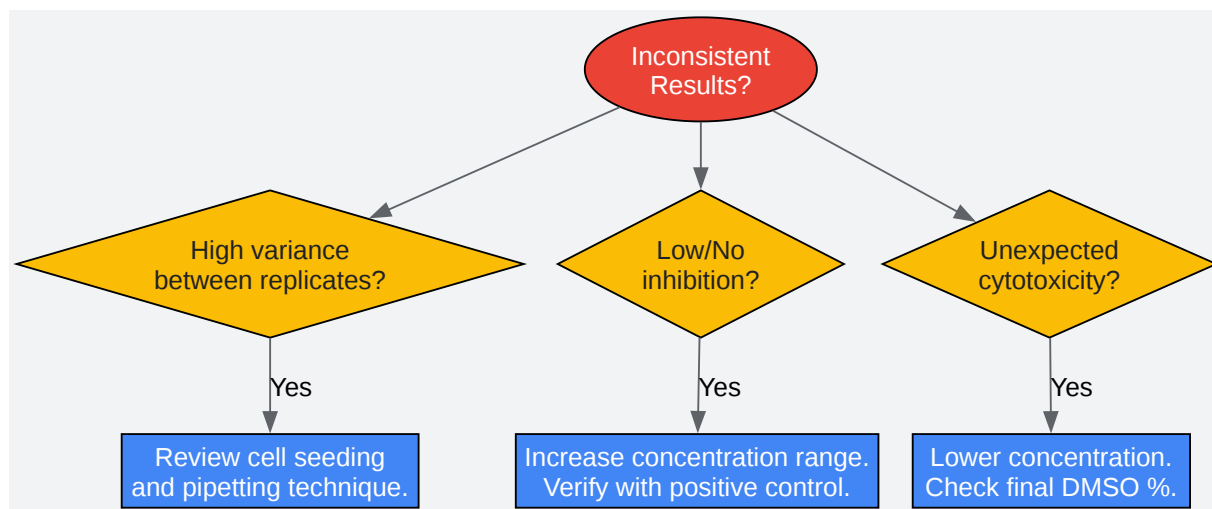 Inconsistent
Results?
High variance
between replicates?
Low/No
inhibition?
Unexpected
cytotoxicity?
Yes
Yes
Yes
Review cell seeding
and pipetting technique.
Increase concentration range.
Verify with positive control.
Lower concentration.
Check final DMSO %.